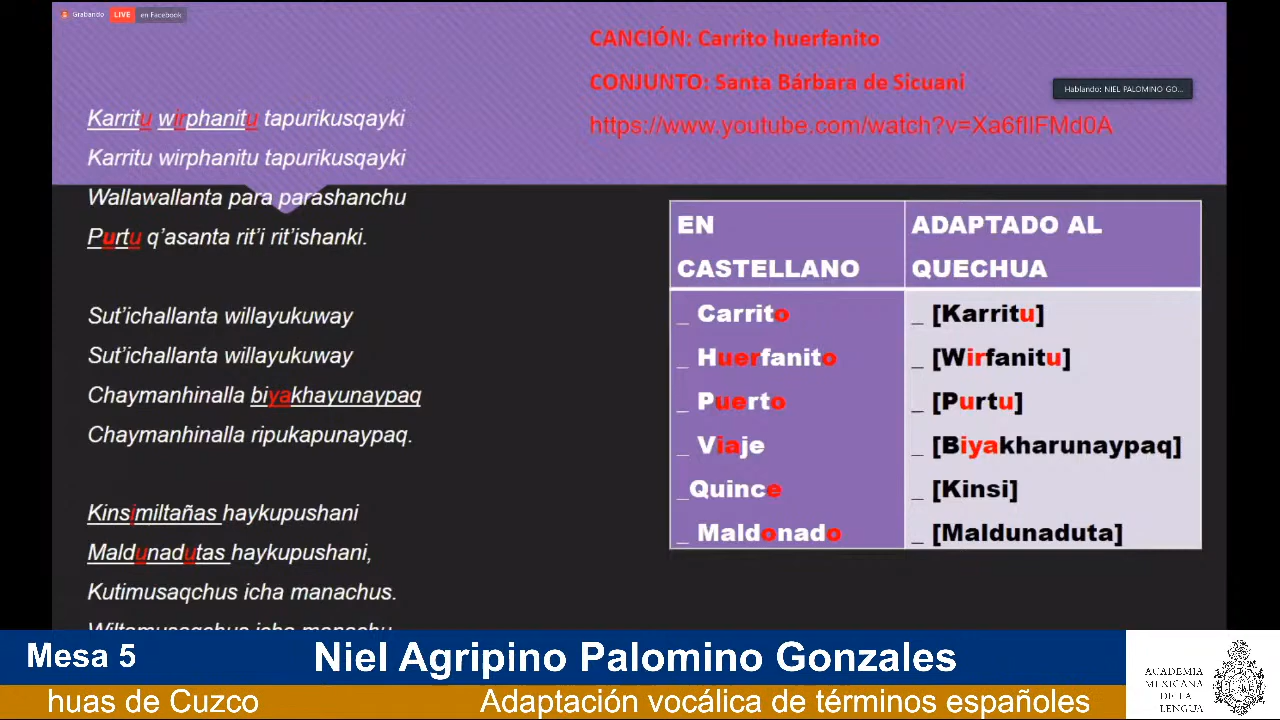 Grabando LIVE en Facebook
CANCIÓN: Carrito huerfanito
CONJUNTO: Santa Bárbara de Sicuani
Hablando: NIEL PALOMINO GO...
https://www.youtube.com/watch?v=Xa6fIIFMd0A
Karritu wirphanitu tapurikusqayki
Karritu wirphanitu tapurikusqayki
Wallawallanta para parashanchu
Purtu q’asanta rit’i rit’ishanki.
Sut’ichallanta willayukuway
Sut’ichallanta willayukuway
Chaymanhinalla biyakhayunaypaq
Chaymanhinalla ripukapunaypaq.
Kinsimiltañas haykupushani
Maldunadutas haykupushani,
Kutimusaqchus icha manachus.
Wiltamusaqchus icha manachu
EN CASTELLANO
ADAPTADO AL QUECHUA
_ Carrito
_ [Karritu]
_ Huerfanito
_ [Wirfanitu]
_ Puerto
_ [Purtu]
_ Viaje
_ [Biyakharunaypaq]
_Quince
_ [Kinsi]
_ Maldonado
_ [Maldunaduta]
Mesa 5
Niel Agripino Palomino Gonzales
huas de Cuzco
Adaptación vocálica de términos españoles
ACADEMIA
MEXICANA
DE LA
LENGUA